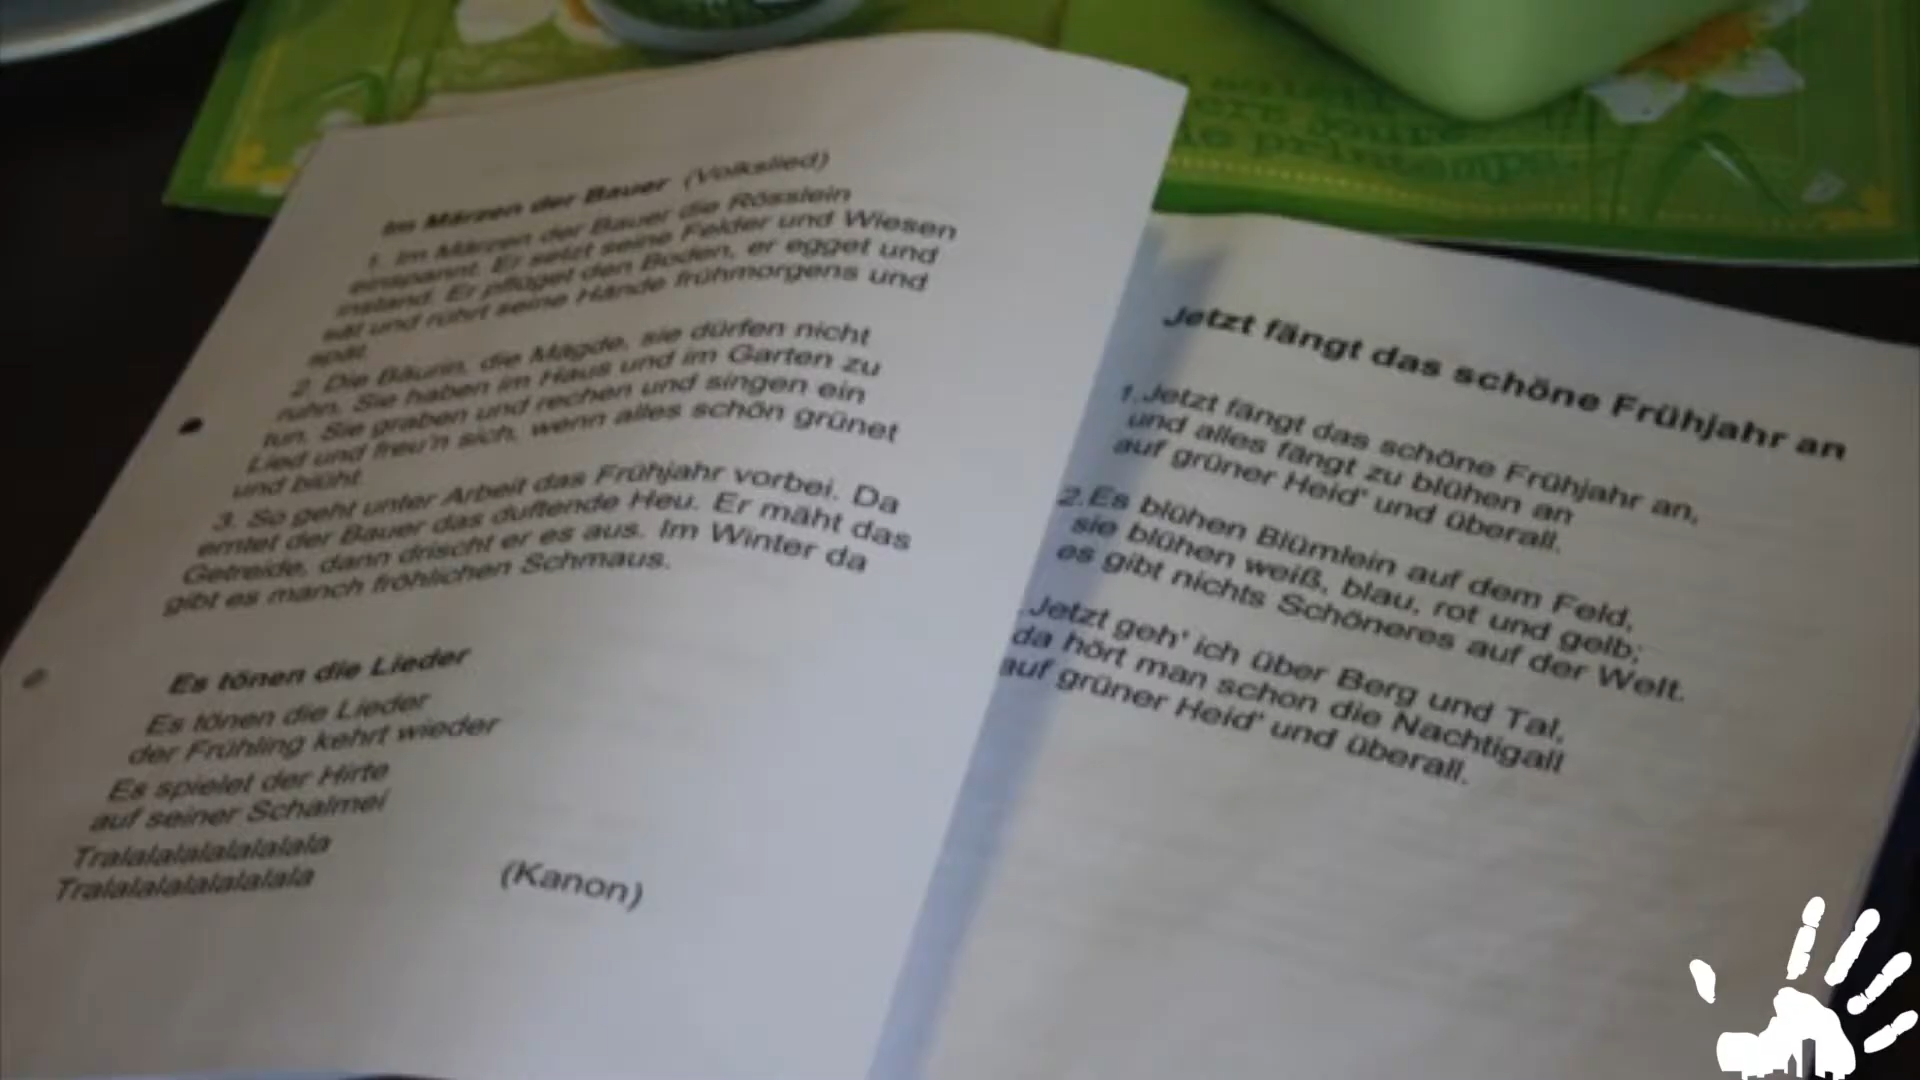 Im Märzen der Bauer (Volkslied)
1. Im Märzen der Bauer die Rösslein
einspannt. Er setzt seine Felder und Wiesen
instand. Er pflüget den Boden, er egget und
sät und rührt seine Hände frühmorgens und
spät.
2. Die Bäurin, die Mägde, sie dürfen nicht
ruhn. Sie haben im Haus und im Garten zu
tun. Sie graben und rechen und singen ein
Lied und freu'n sich, wenn alles schön grünet
und blüht.
3. So geht unter Arbeit das Frühjahr vorbei. Da
erntet der Bauer das duftende Heu. Er mäht das
Getreide, dann drischt er es aus. Im Winter da
gibt es manch fröhlichen Schmaus.
Es tönen die Lieder
Es tönen die Lieder
der Frühling kehrt wieder
Es spielet der Hirte
auf seiner Schalmei
Tralalalalalalalala
Tralalalalalalalala
(Kanon)
Jetzt fängt das schöne Frühjahr an
1. Jetzt fängt das schöne Frühjahr an,
und alles fängt zu blühen an
auf grüner Heid' und überall.
2. Es blühen Blümlein auf dem Feld,
sie blühen weiß, blau, rot und gelb;
es gibt nichts Schöneres auf der Welt.
. Jetzt geh' ich über Berg und Tal,
da hört man schon die Nachtigall
auf grüner Heid' und überall.